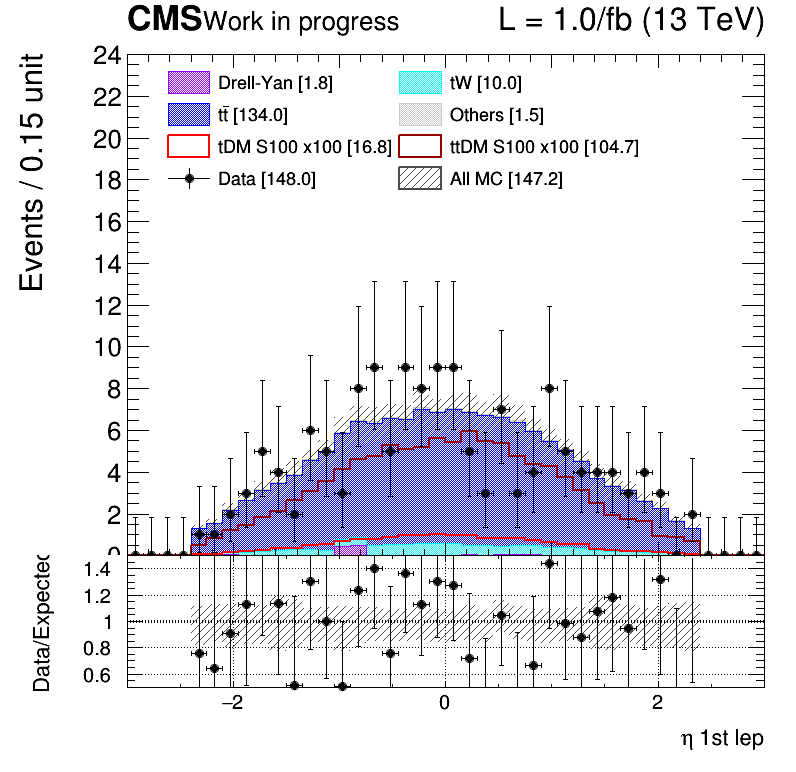 CMS Work in progress L = 1.0/fb (13 TeV)
Events / 0.15 unit
24
22
20
18
16
14
12
10
8
6
4
2
0
Drell-Yan [1.8] tW [10.0]
tt̄ [134.0] Others [1.5]
tDM S100 x100 [16.8] ttDM S100 x100 [104.7]
Data [148.0] All MC [147.2]
Data/Expected
1.4
1.2
1
0.8
0.6
−2 0 2
η 1st lep